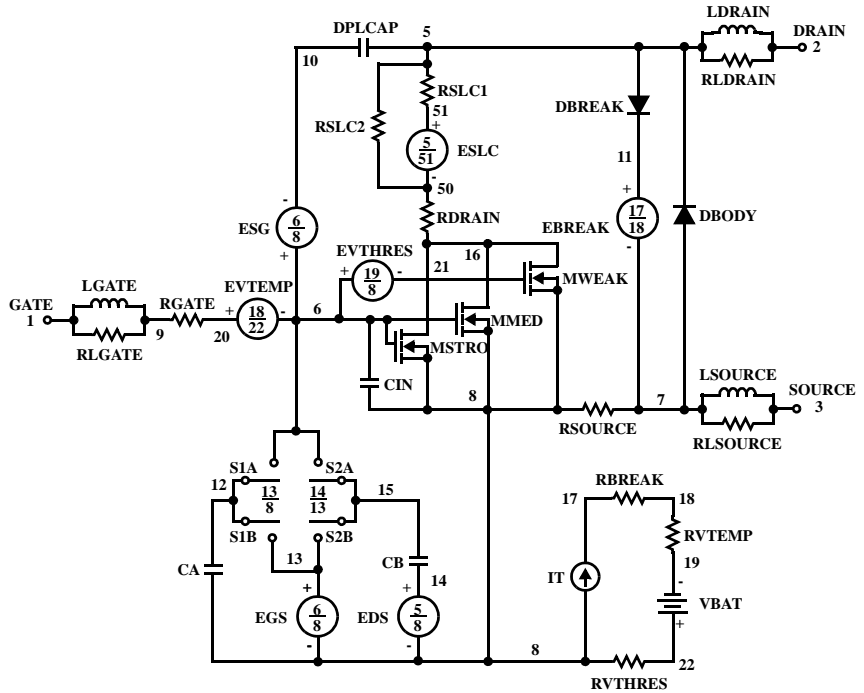 LDRAIN
DPLCAP 5 DRAIN
10 2
RLDRAIN
RSLC1
DBREAK
51
+
RSLC2
5
51
ESLC
11
-
50
-
+
ESG
6
8
RDRAIN
EBREAK
17
18
DBODY
+
EVTHRES
16
-
+
19
8
-
21
MWEAK
LGATE
EVTEMP
GATE
RGATE
+
18
22
-
6
1
MMED
9
20
MSTRO
RLGATE
LSOURCE
CIN
8
7
SOURCE
3
RSOURCE
RLSOURCE
S1A
S2A
12
13
8
14
13
15
RBREAK
17
18
S1B
S2B
RVTEMP
13
CB
19
CA
14
IT
-
+
+
VBAT
EGS
6
8
EDS
5
8
+
-
-
8
22
RVTHRES